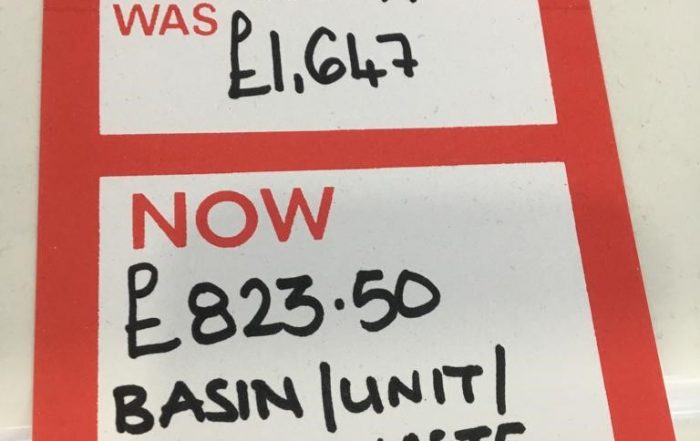 WAS £1,647
NOW
£823.50
BASIN/UNIT/